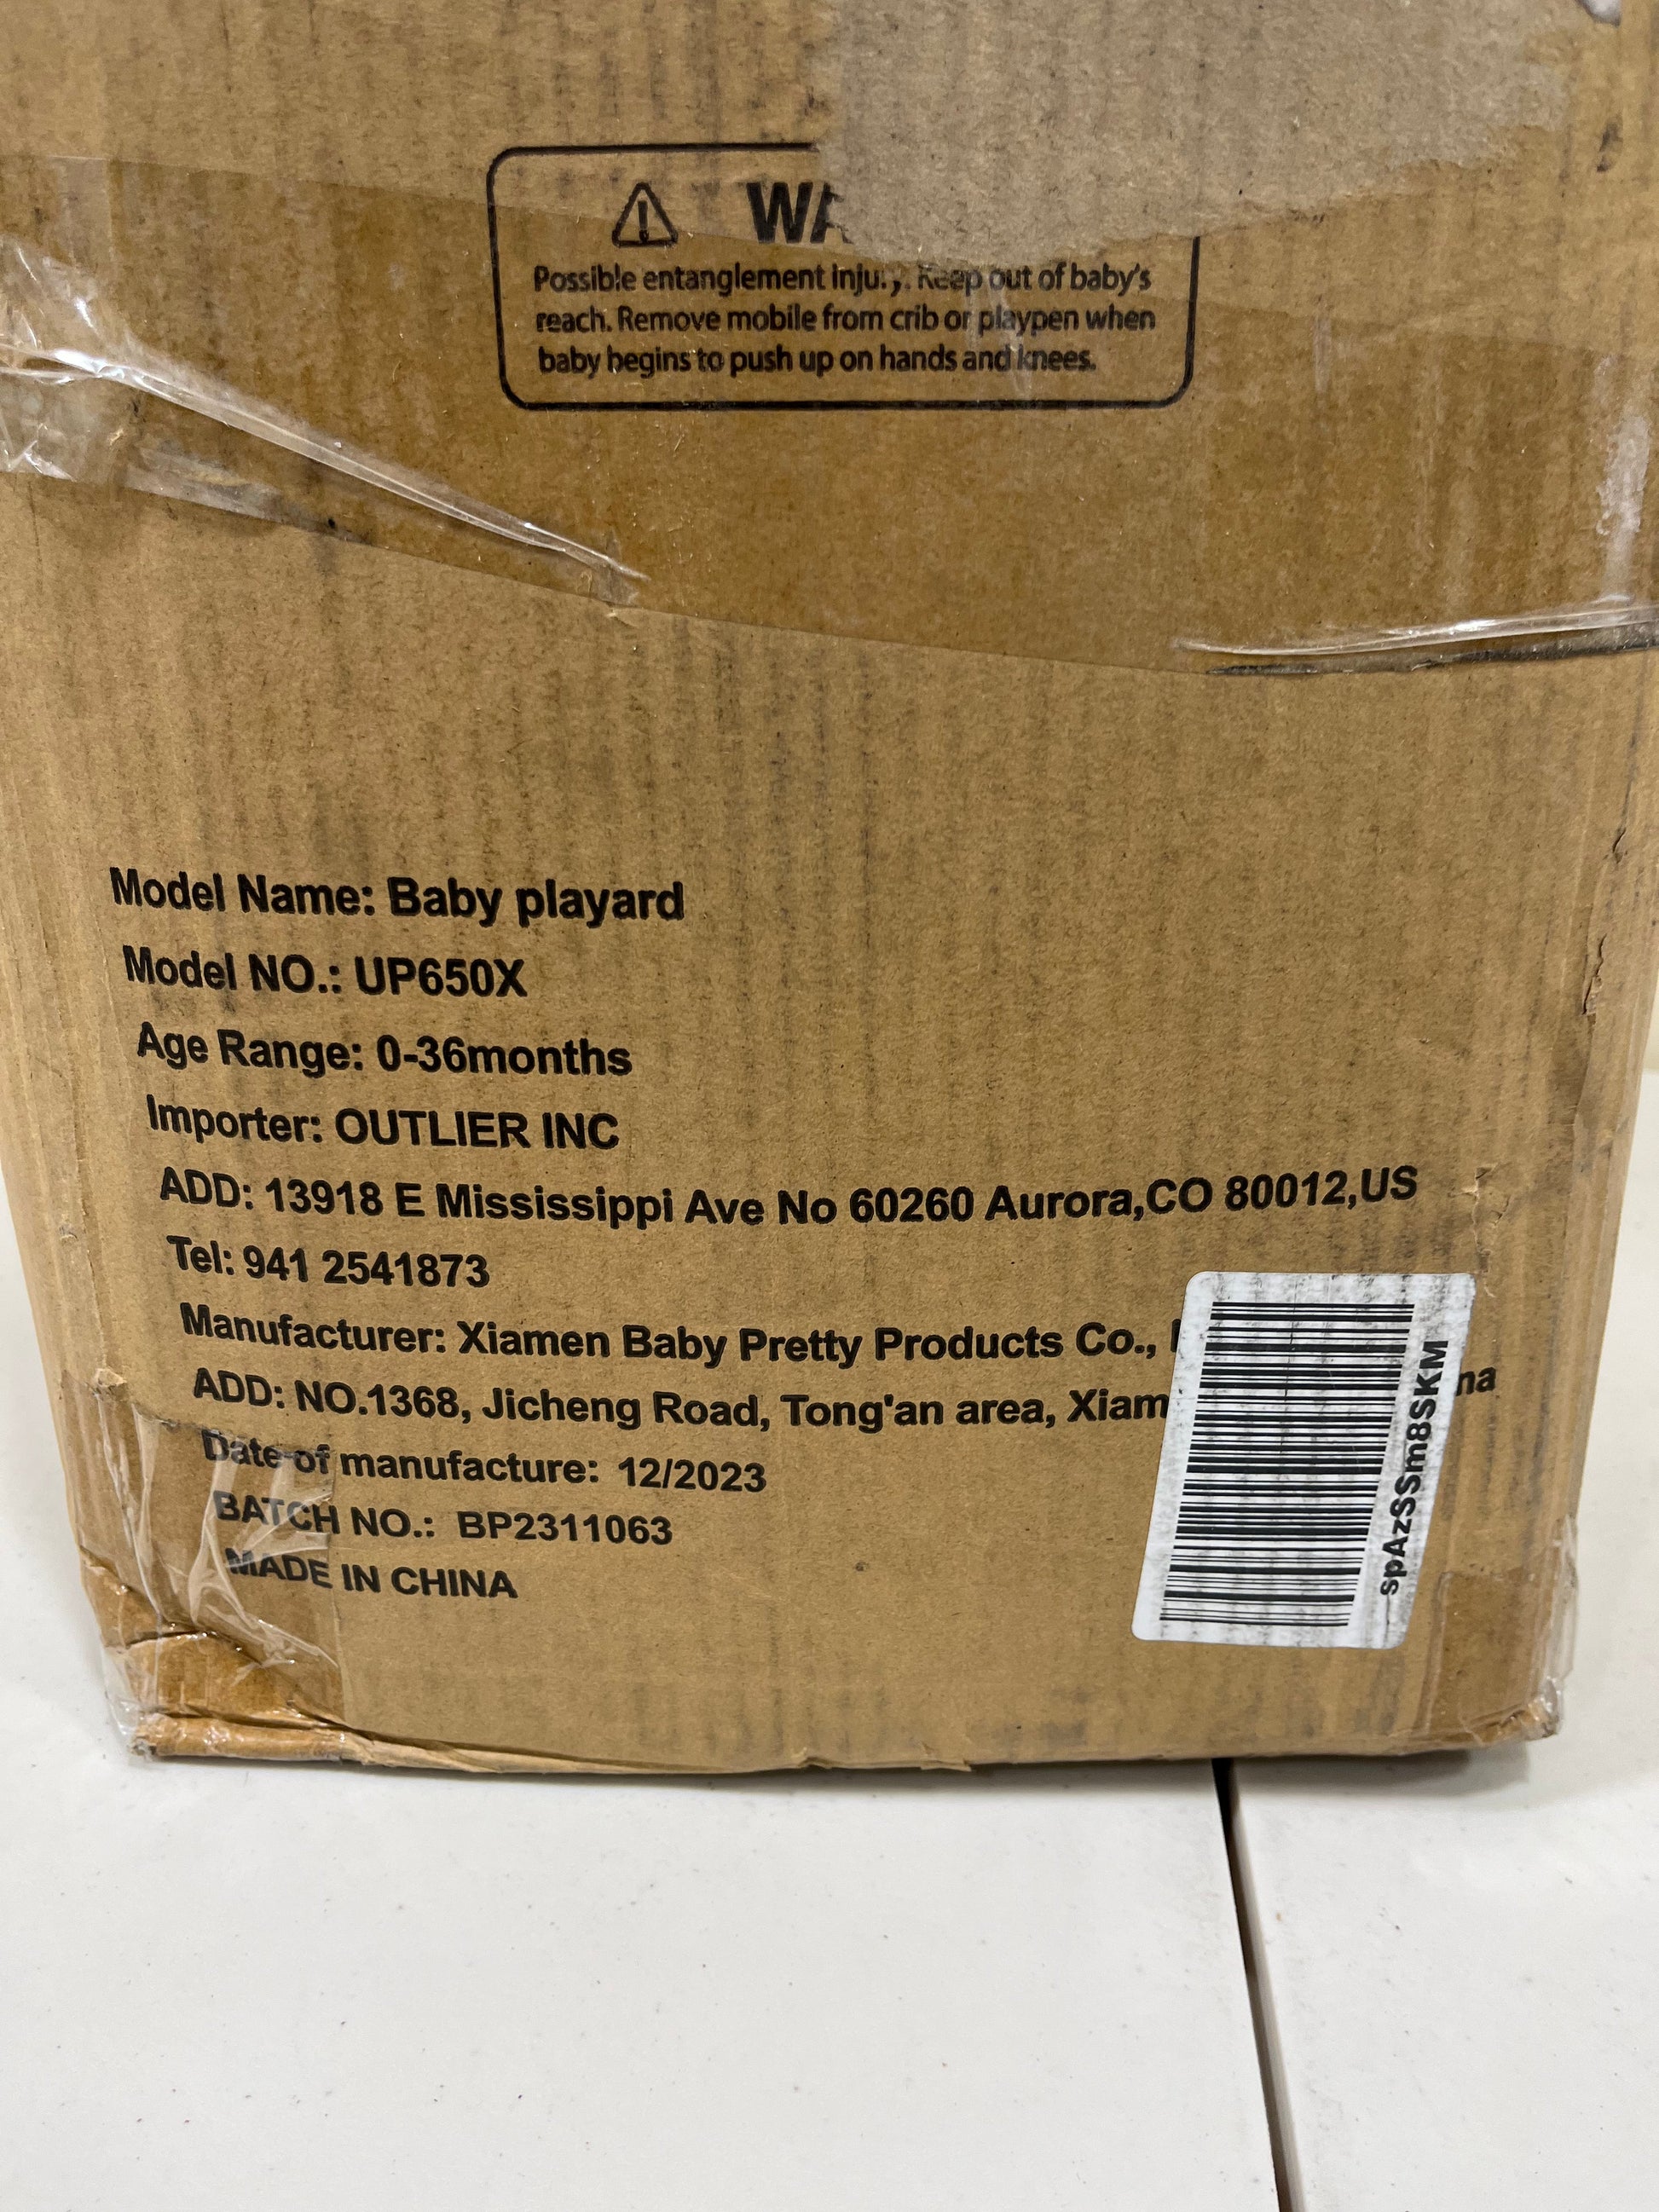 WA
Possible entanglement injury. Keep out of baby's
reach. Remove mobile from crib or playpen when
baby begins to push up on hands and knees.
Model Name: Baby playard
Model NO.: UP650X
Age Range: 0-36months
Importer: OUTLIER INC
ADD: 13918 E Mississippi Ave No 60260 Aurora,CO 80012,US
Tel: 941 2541873
Manufacturer: Xiamen Baby Pretty Products Co.,
ADD: NO.1368, Jicheng Road, Tong'an area, Xiam na
Date of manufacture: 12/2023
BATCH NO.: BP2311063
MADE IN CHINA
spAzSSm8SKM